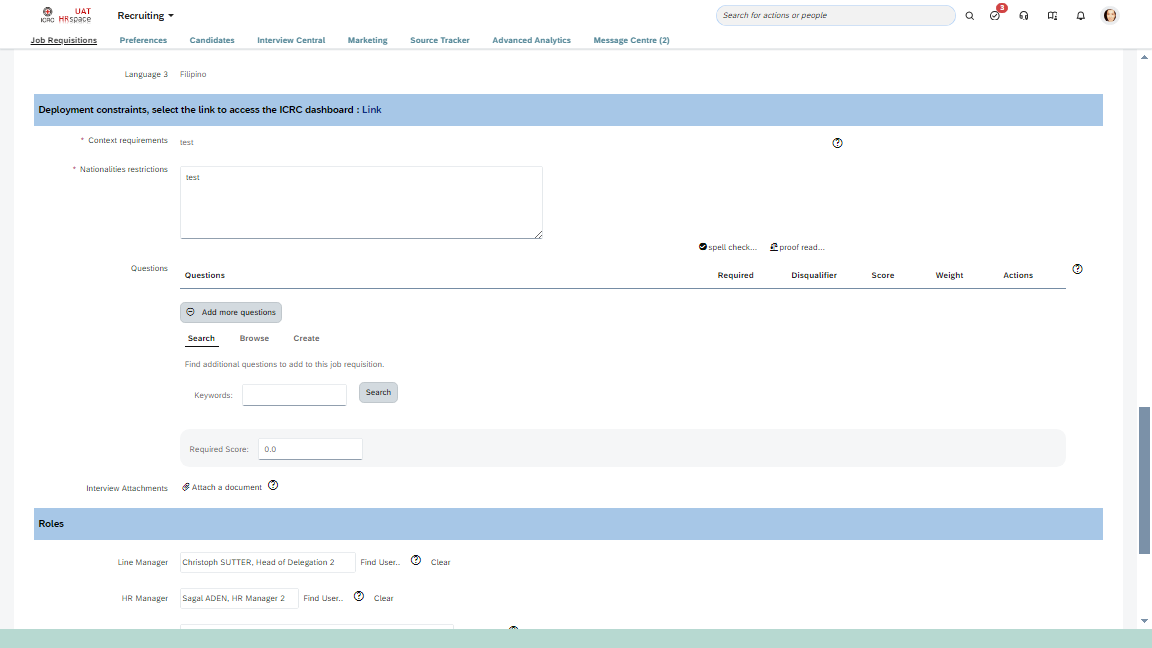 ICRC
UAT
HRspace
Recruiting
Search for actions or people
3
Job Requisitions
Preferences
Candidates
Interview Central
Marketing
Source Tracker
Advanced Analytics
Message Centre (2)
Language 3 Filipino
Deployment constraints, select the link to access the ICRC dashboard : Link
* Context requirements test
* Nationalities restrictions
test
spell check... proof read...
Questions
Questions Required Disqualifier Score Weight Actions
Add more questions
Search Browse Create
Find additional questions to add to this job requisition.
Keywords: Search
Required Score: 0.0
Interview Attachments Attach a document
Roles
Line Manager Christoph SUTTER, Head of Delegation 2 Find User.. Clear
HR Manager Sagal ADEN, HR Manager 2 Find User.. Clear